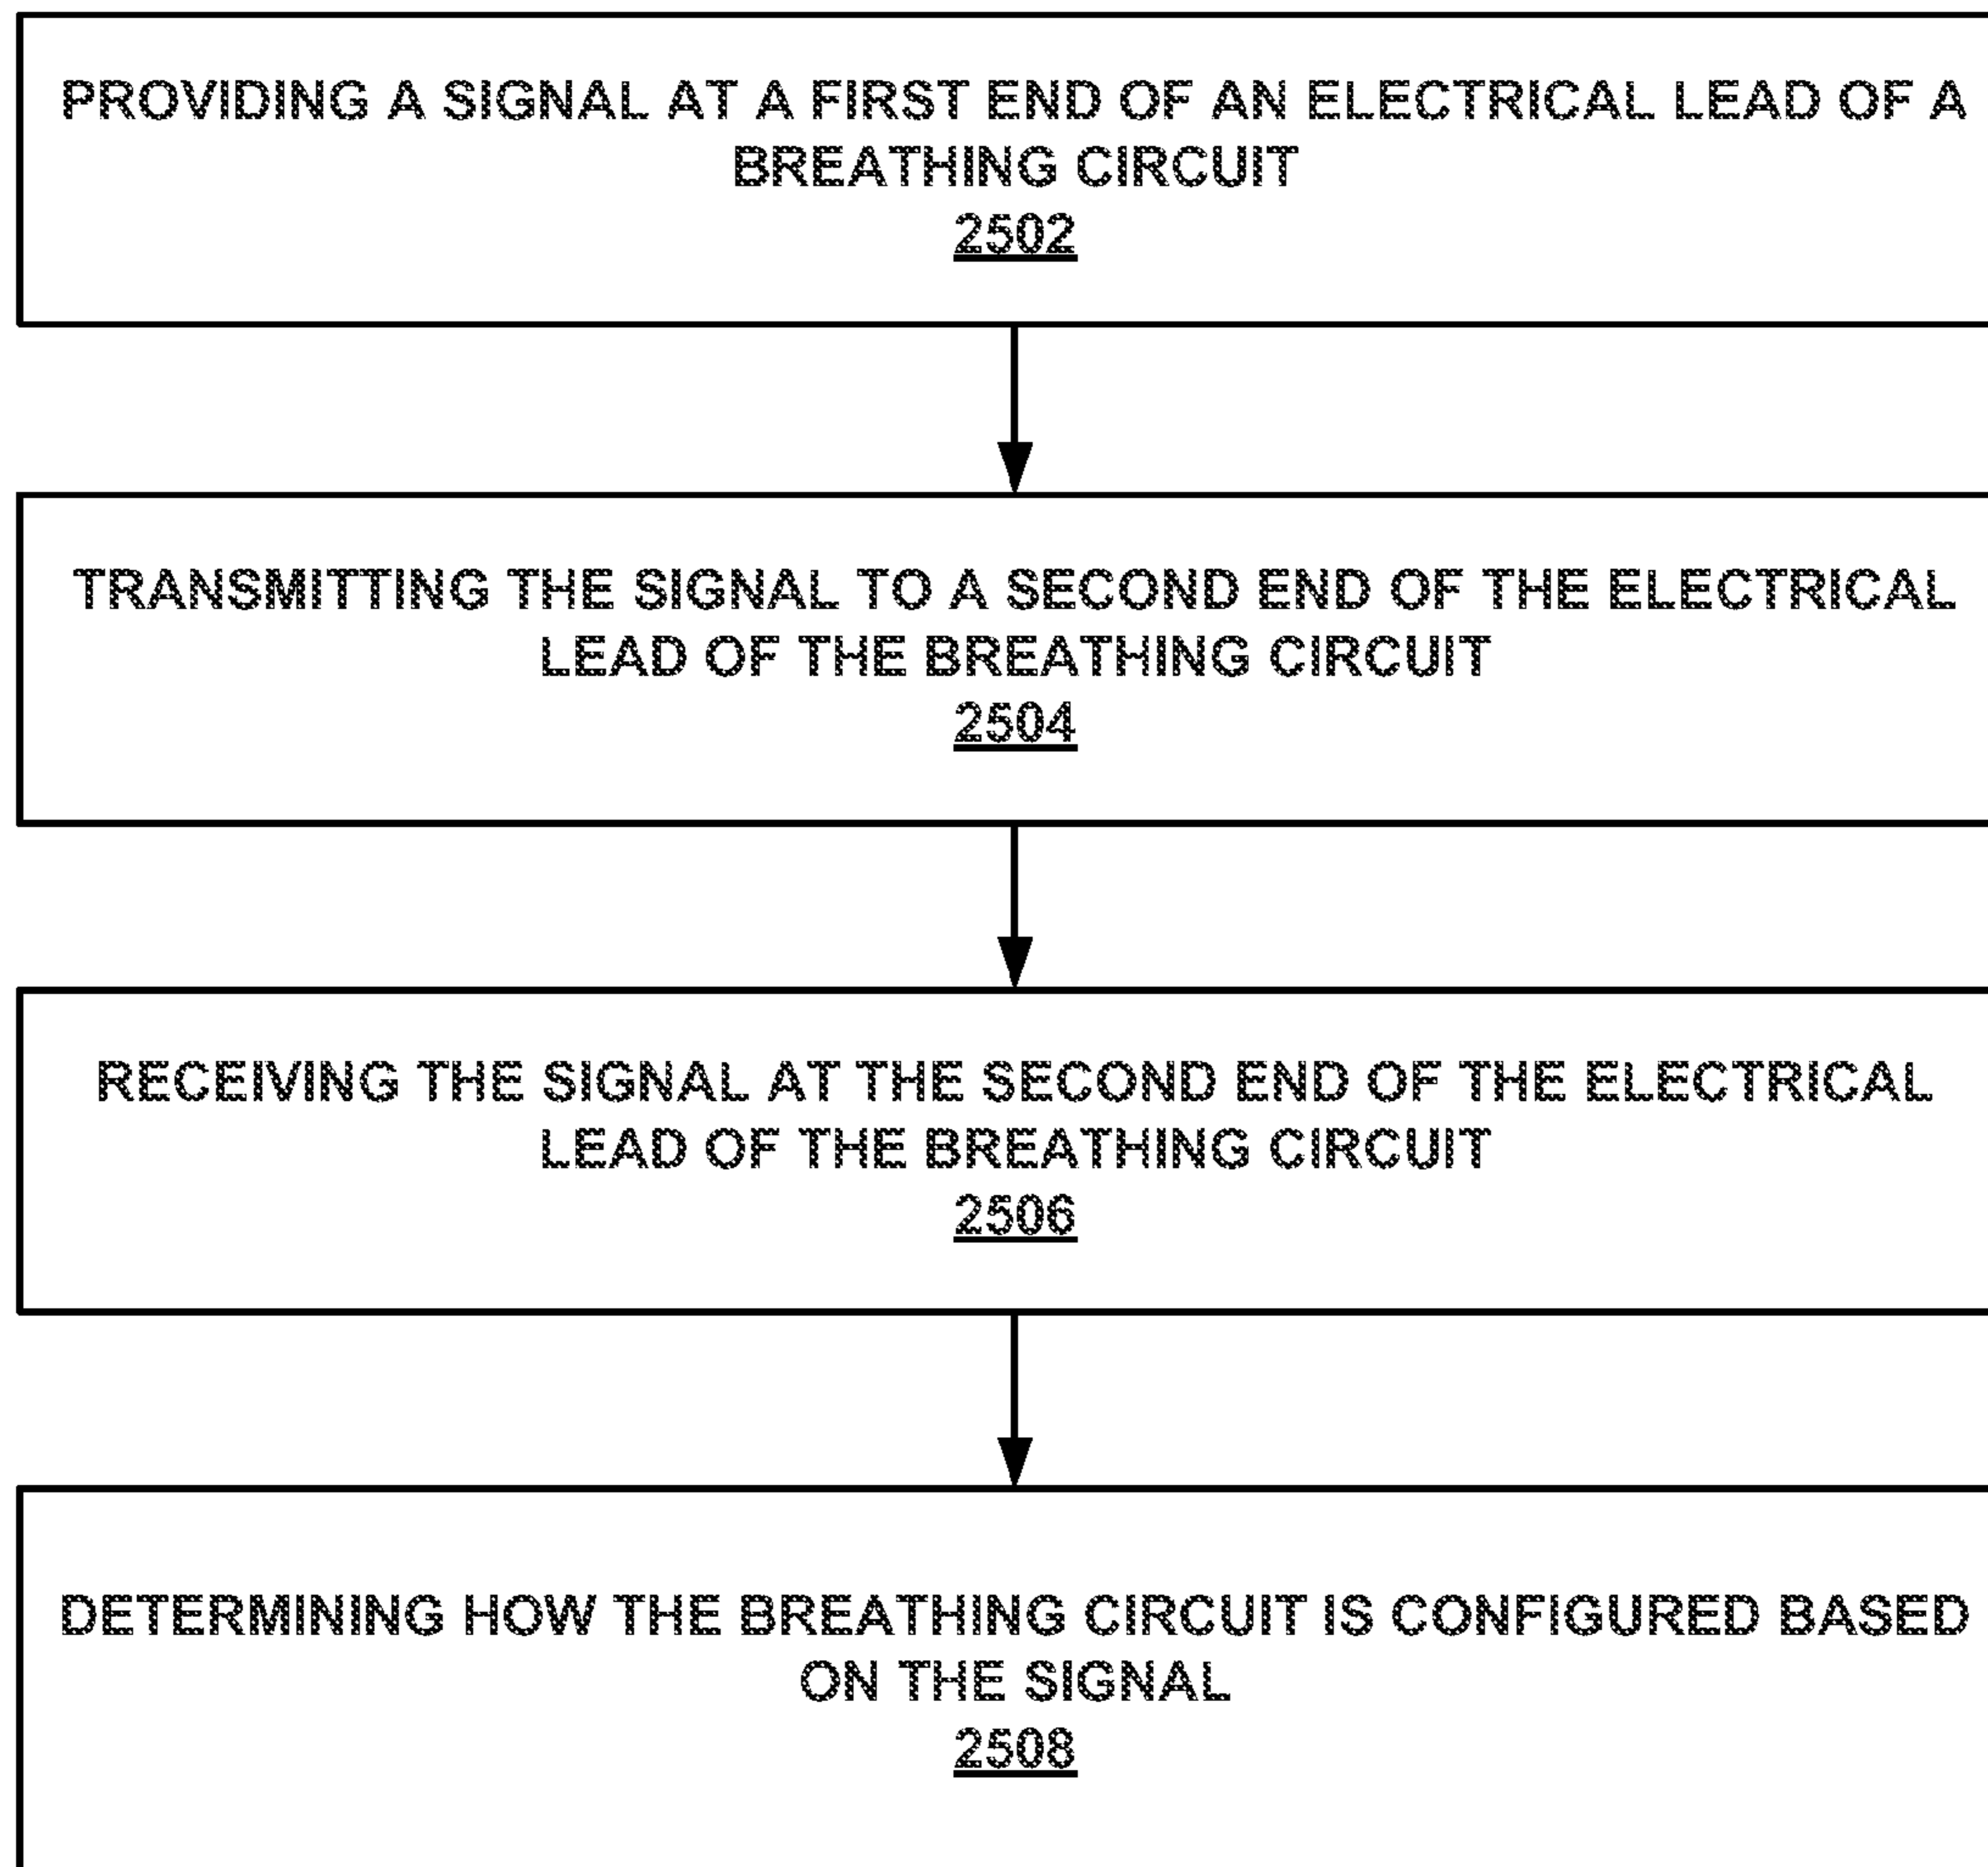 PROVIDING A SIGNAL AT A FIRST END OF AN ELECTRICAL LEAD OF A
BREATHING CIRCUIT
2502
TRANSMITTING THE SIGNAL TO A SECOND END OF THE ELECTRICAL
LEAD OF THE BREATHING CIRCUIT
2504
RECEIVING THE SIGNAL AT THE SECOND END OF THE ELECTRICAL
LEAD OF THE BREATHING CIRCUIT
2506
DETERMINING HOW THE BREATHING CIRCUIT IS CONFIGURED BASED
ON THE SIGNAL
2508